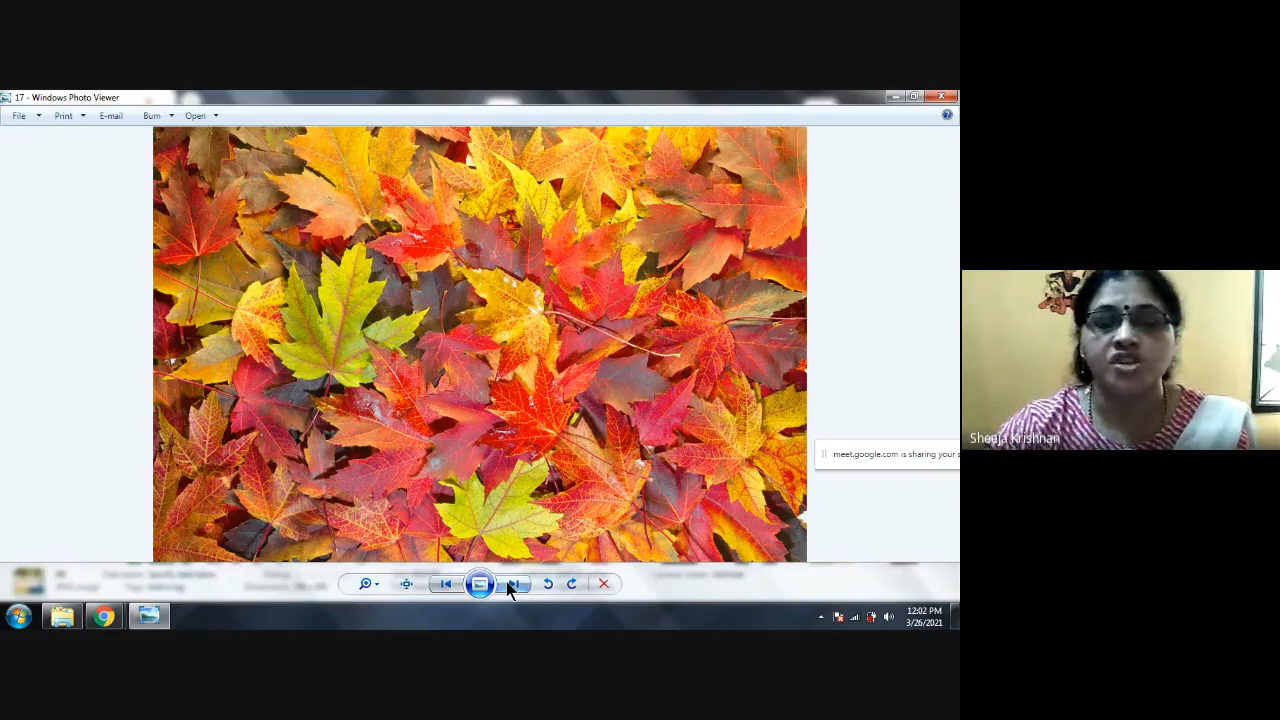 17 - Windows Photo Viewer
File Print E-mail Burn Open
meet.google.com is sharing your s
Sheeja Krishnan
12:02 PM
3/26/2021